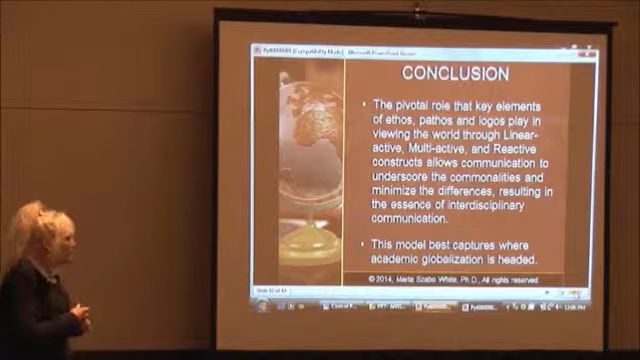 CONCLUSION
• The pivotal role that key elements
of ethos, pathos and logos play in
viewing the world through Linear-
active, Multi-active, and Reactive
constructs allows communication to
underscore the commonalities and
minimize the differences, resulting in
the essence of interdisciplinary
communication.
• This model best captures where
academic globalization is headed.
© 2014, Marta Szabo White, Ph.D., All rights reserved